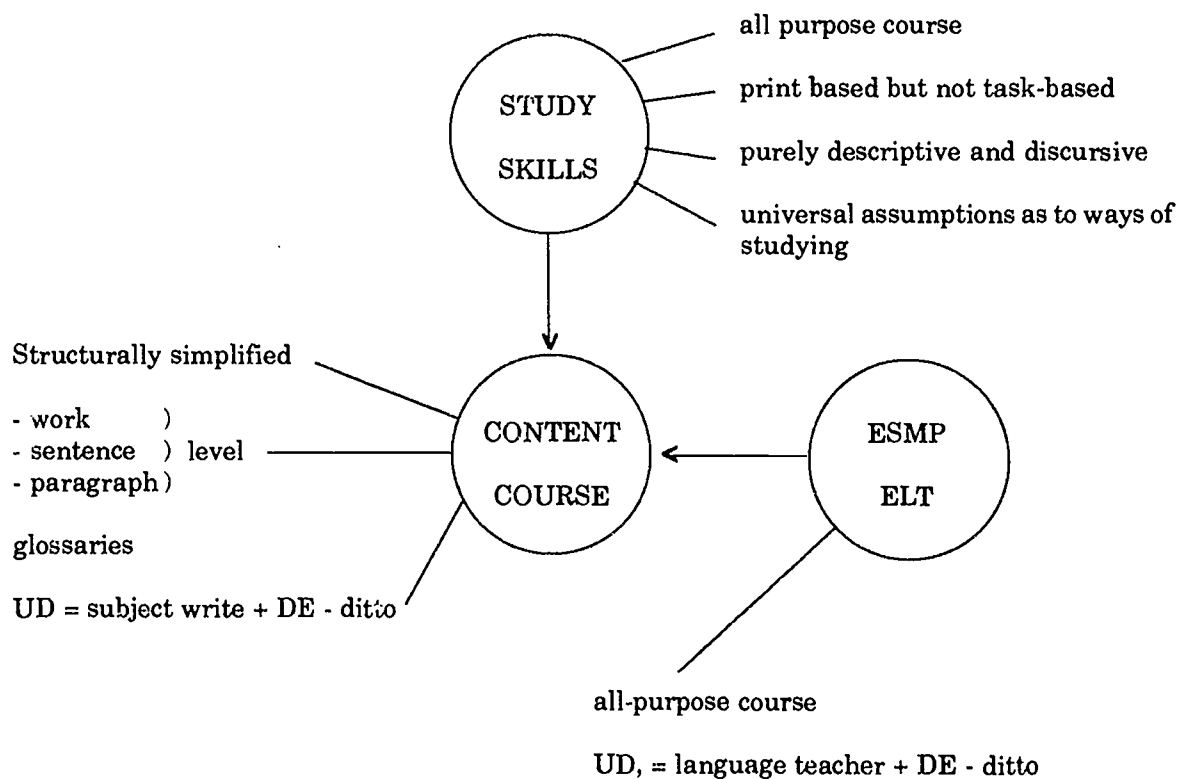 all purpose course
print based but not task-based
purely descriptive and discursive
universal assumptions as to ways of
studying
STUDY
SKILLS
Structurally simplified
- work )
- sentence ) level
- paragraph)
glossaries
UD = subject write + DE - ditto
CONTENT
COURSE
ESMP
ELT
all-purpose course
UD, = language teacher + DE - ditto